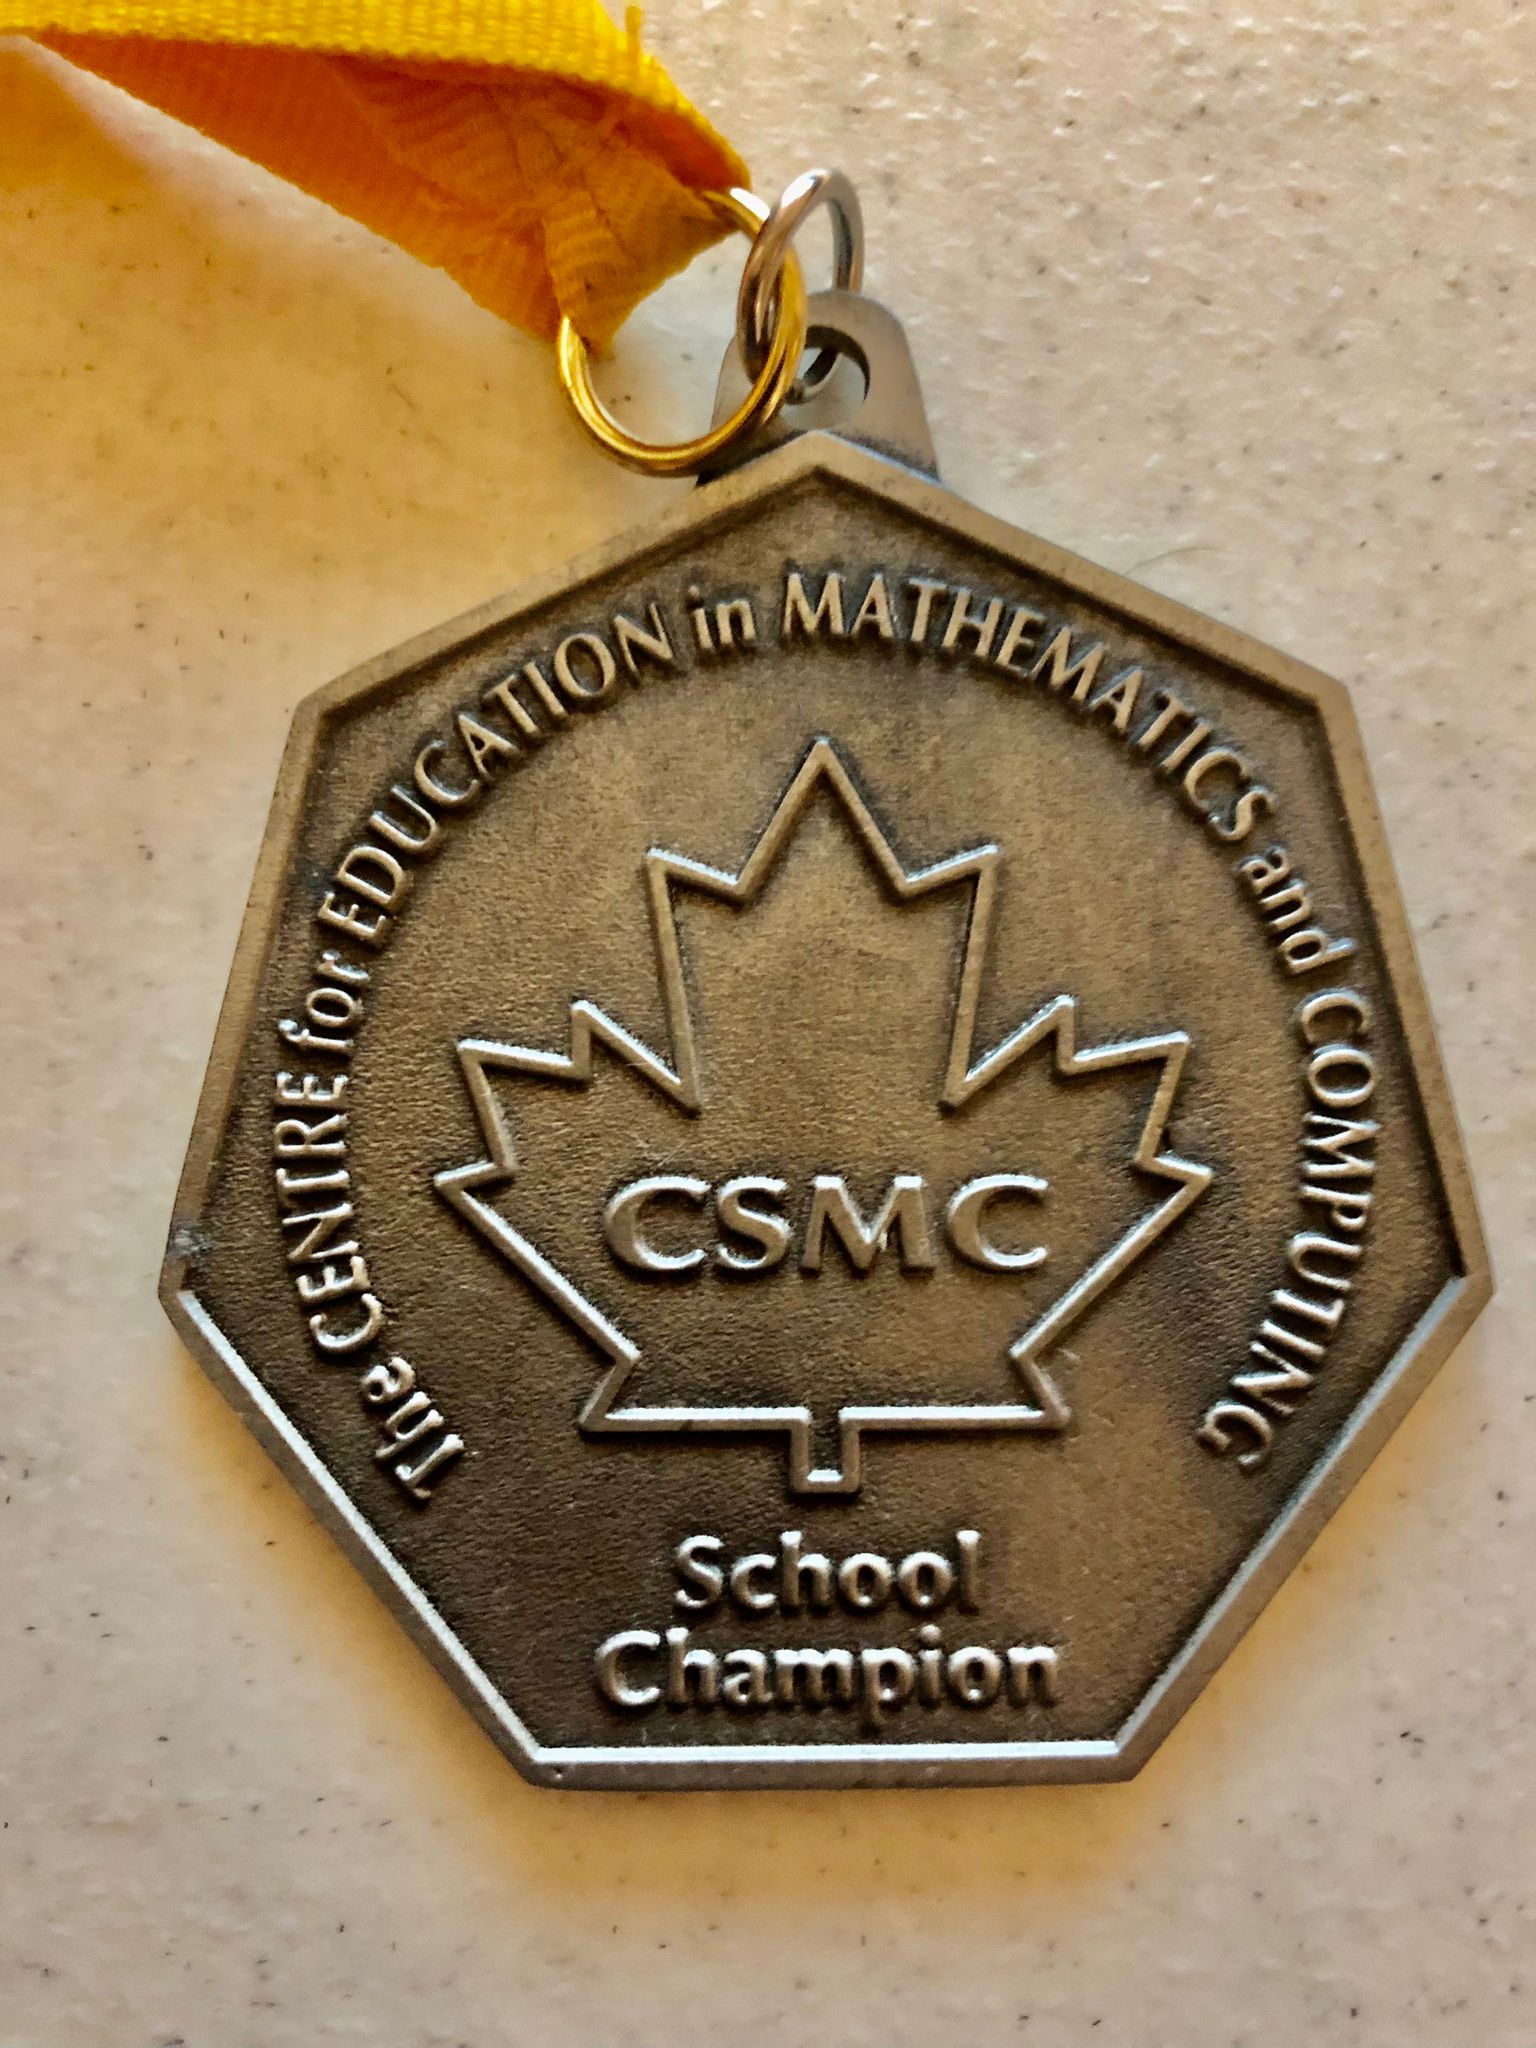 The CENTRE for EDUCATION in MATHEMATICS and COMPUTING
CSMC
School
Champion